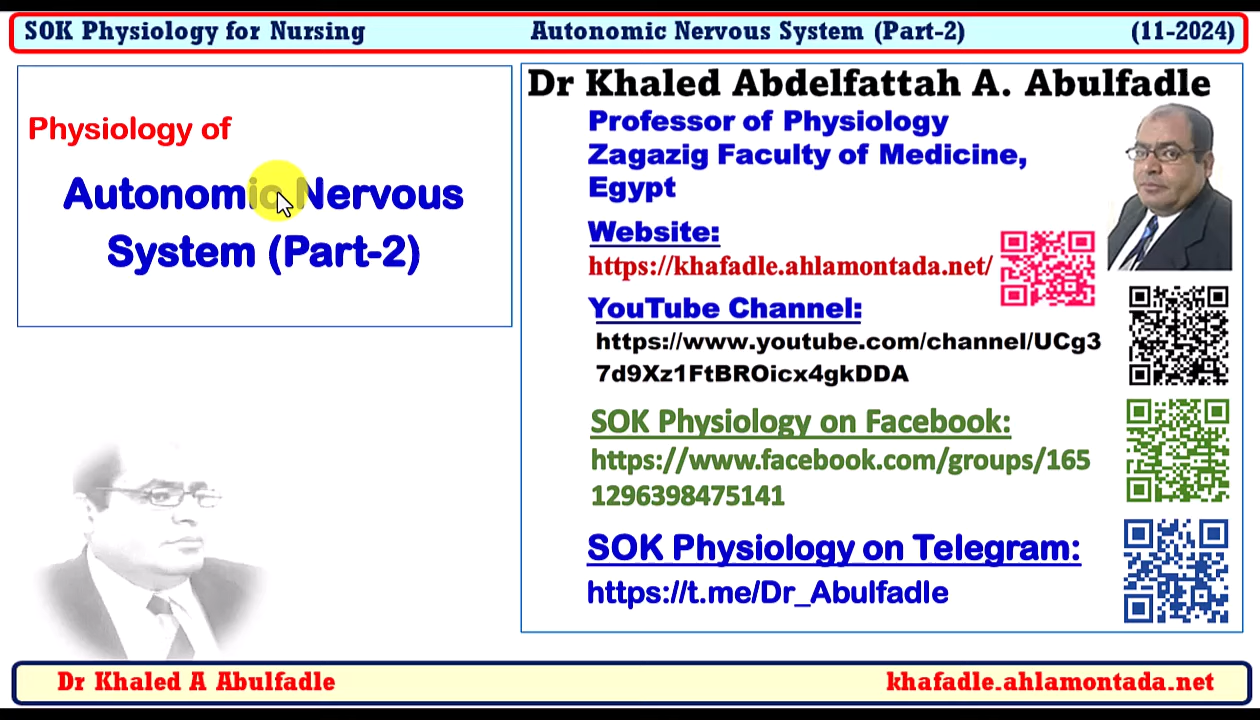 SOK Physiology for Nursing Autonomic Nervous System (Part-2) (11-2024)
Physiology of
Autonomic Nervous
System (Part-2)
Dr Khaled Abdelfattah A. Abulfadle
Professor of Physiology
Zagazig Faculty of Medicine,
Egypt
Website:
https://khafadle.ahlamontada.net/
YouTube Channel:
https://www.youtube.com/channel/UCg3
7d9Xz1FtBROicx4gkDDA
SOK Physiology on Facebook:
https://www.facebook.com/groups/165
1296398475141
SOK Physiology on Telegram:
https://t.me/Dr_Abulfadle
Dr Khaled A Abulfadle khafadle.ahlamontada.net